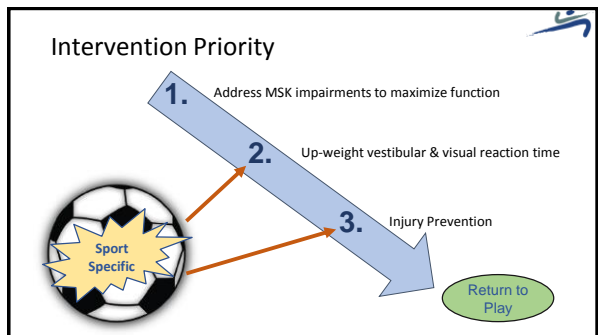 Intervention Priority
1. Address MSK impairments to maximize function
2. Up-weight vestibular & visual reaction time
3. Injury Prevention
Sport
Specific
Return to
Play